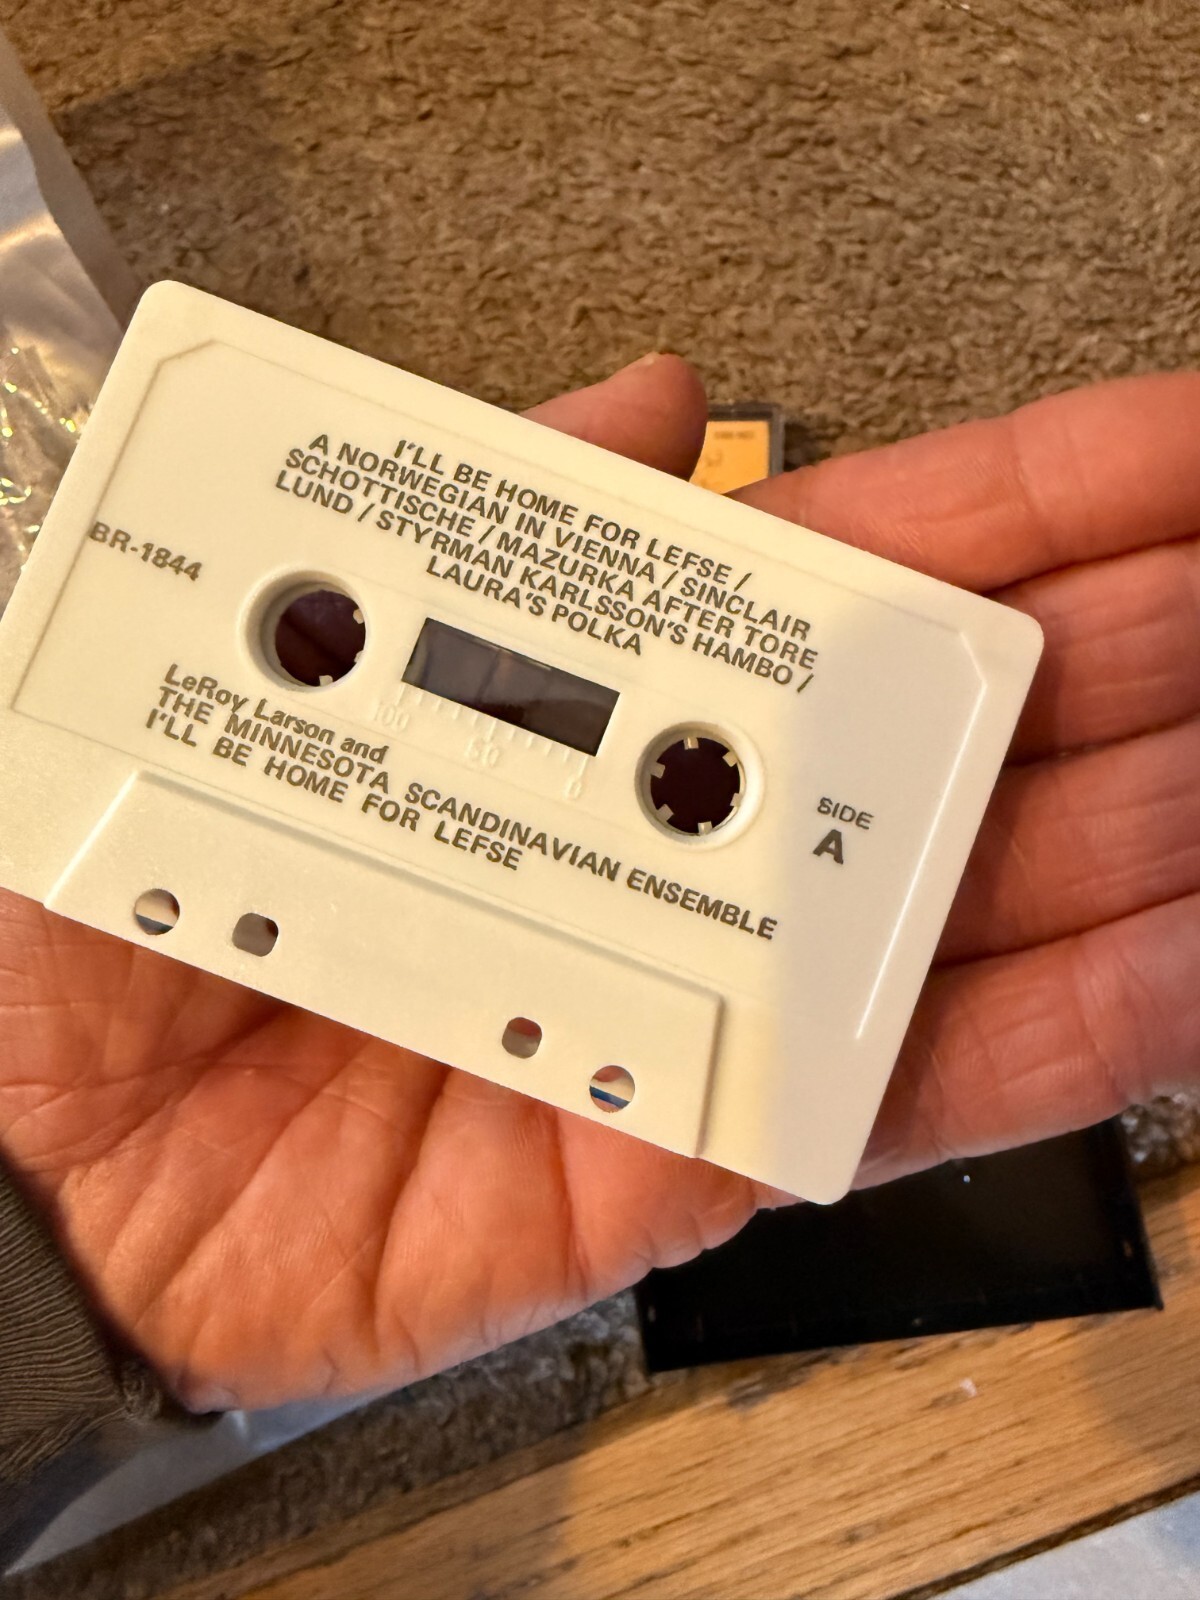 I'LL BE HOME FOR LEFSE /
A NORWEGIAN IN VIENNA / SINCLAIR
SCHOTTISCHE / MAZURKA AFTER TORE
LUND / STYRMAN KARLSSON'S HAMBO /
LAURA'S POLKA
BR-1844
100
50
0
LeRoy Larson and
THE MINNESOTA SCANDINAVIAN ENSEMBLE
I'LL BE HOME FOR LEFSE
SIDE
A